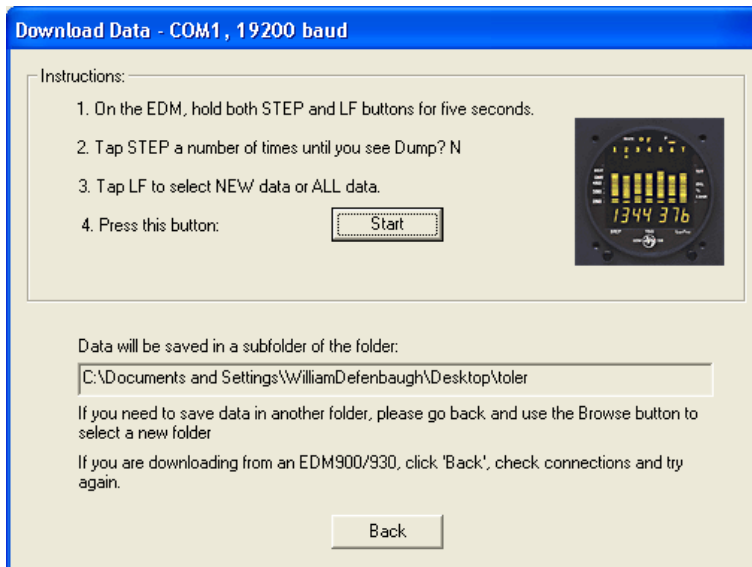 Download Data - COM1, 19200 baud
Instructions:
1. On the EDM, hold both STEP and LF buttons for five seconds.
2. Tap STEP a number of times until you see Dump? N
3. Tap LF to select NEW data or ALL data.
4. Press this button:
Start
1344 376
Data will be saved in a subfolder of the folder:
C:\Documents and Settings\WilliamDefenbaugh\Desktop\toler
If you need to save data in another folder, please go back and use the Browse button to
select a new folder
If you are downloading from an EDM900/930, click 'Back', check connections and try
again.
Back